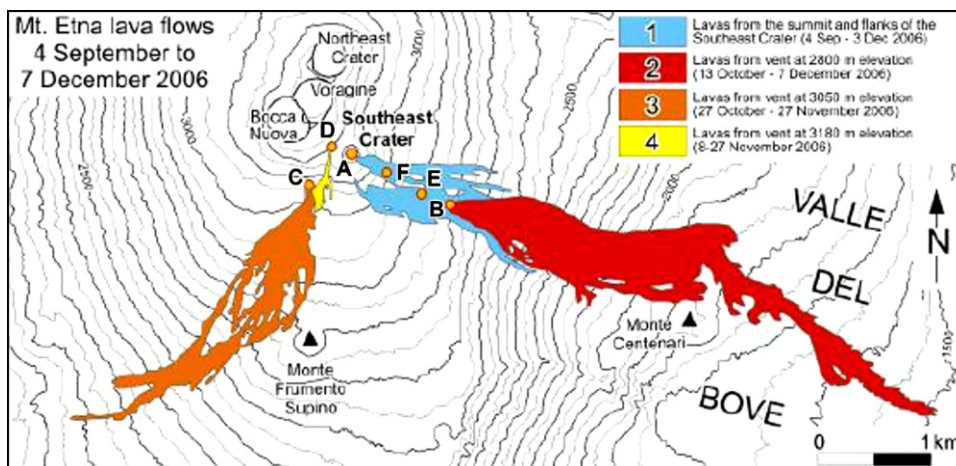 Mt. Etna lava flows
4 September to
7 December 2006
1
Lavas from the summit and flanks of the
Southeast Crater (4 Sep - 3 Dec 2006)
2
Lavas from vent at 2800 m elevation
(13 October - 7 December 2006)
3
Lavas from vent at 3050 m elevation
(27 October - 27 November 2006)
4
Lavas from vent at 3180 m elevation
(8-27 November 2006)
Northeast
Crater
Voragine
Bocca
Nuova
Southeast
Crater
D
A
F
C
E
B
3000
3000
2500
2500
2000
1500
VALLE
DEL
BOVE
N
Monte
Centenari
Monte
Frumento
Supino
0
1 km